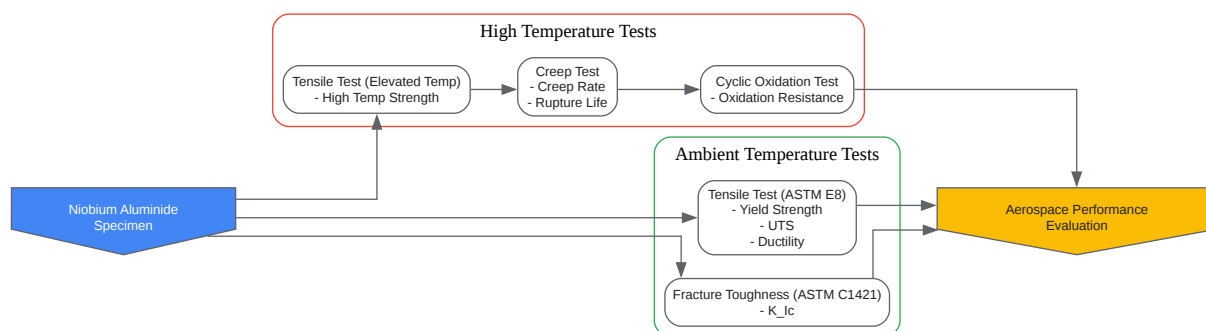 High Temperature Tests
Tensile Test (Elevated Temp)
- High Temp Strength
Creep Test
- Creep Rate
- Rupture Life
Cyclic Oxidation Test
- Oxidation Resistance
Ambient Temperature Tests
Niobium Aluminide
Specimen
Tensile Test (ASTM E8)
- Yield Strength
- UTS
- Ductility
Aerospace Performance
Evaluation
Fracture Toughness (ASTM C1421)
- K_Ic